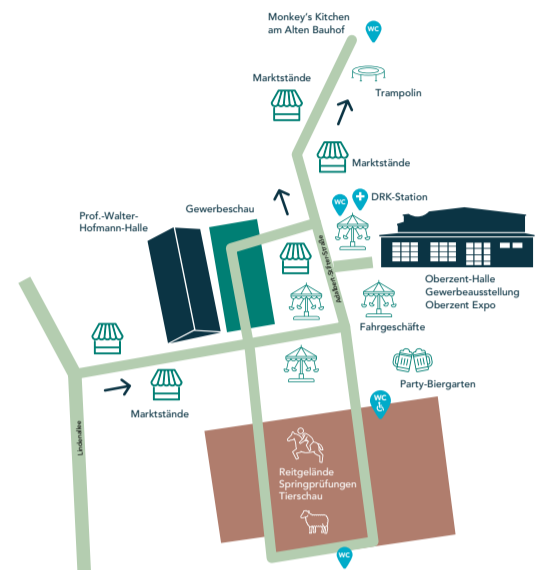 Monkey's Kitchen
am Alten Bauhof
WC
Marktstände
Trampolin
Marktstände
WC
DRK-Station
Gewerbeschau
Prof.-Walter-
Hofmann-Halle
Oberzent-Halle
Gewerbeausstellung
Oberzent Expo
Fahrgeschäfte
Party-Biergarten
WC
Marktstände
Lindenallee
Reitgelände
Springprüfungen
Tierschau
WC